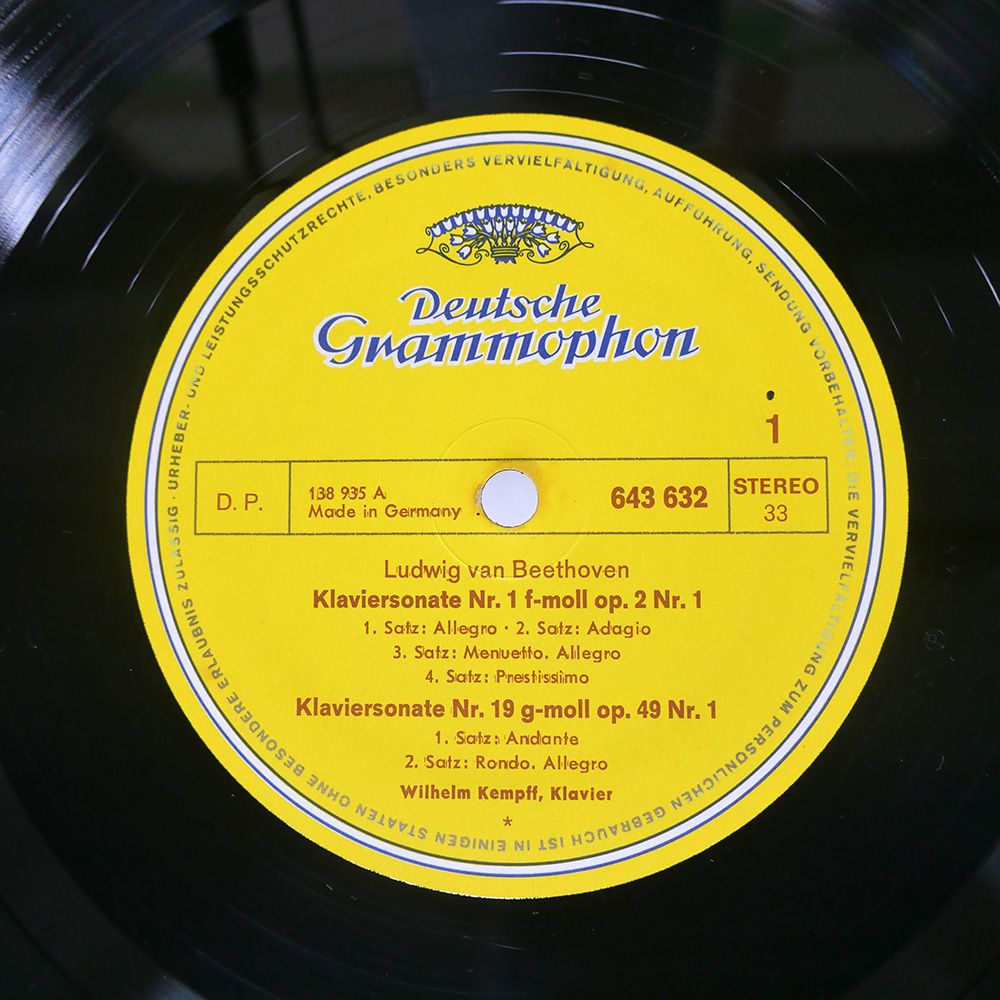 Deutsche
Grammophon
1
D. P.
138 935 A
Made in Germany
643 632
STEREO
33
Ludwig van Beethoven
Klaviersonate Nr. 1 f-moll op. 2 Nr. 1
1. Satz: Allegro · 2. Satz: Adagio
3. Satz: Menuetto. Allegro
4. Satz: Prestissimo
Klaviersonate Nr. 19 g-moll op. 49 Nr. 1
1. Satz: Andante
2. Satz: Rondo. Allegro
Wilhelm Kempff, Klavier
*
URHEBER- UND LEISTUNGSSCHUTZRECHTE, BESONDERS VERVIELFÄLTIGUNG, AUFFÜHRUNG, SENDUNG VORBEHALTEN! DIE VERVIELFÄLTIGUNG ZUM PERSÖNLICHEN GEBRAUCH IST IN EINIGEN STAATEN OHNE BESONDERE ERLAUBNIS ZULÄSSIG ·